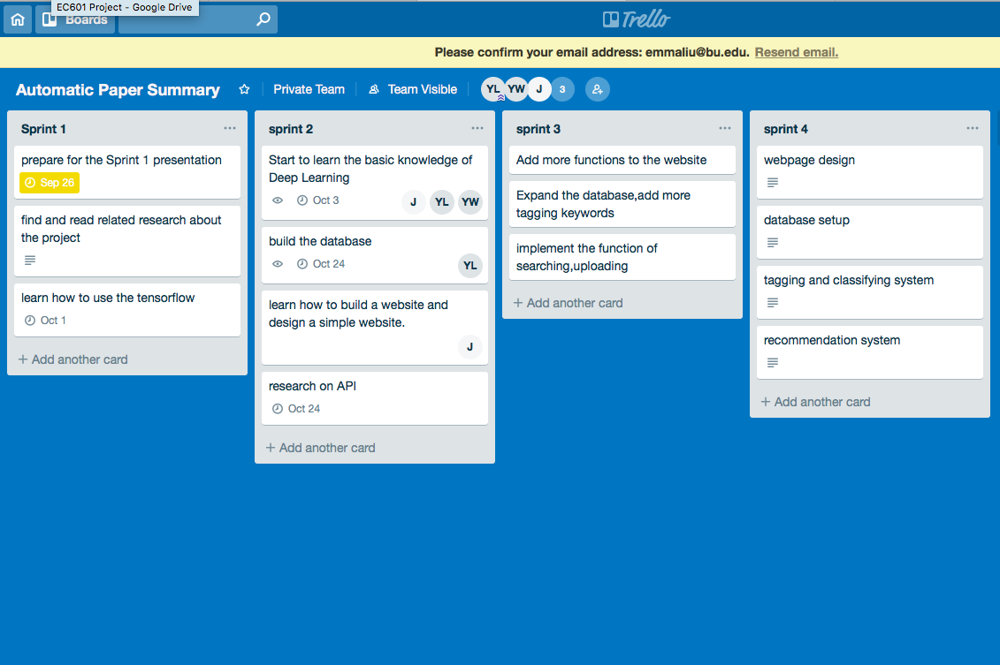 EC601 Project - Google Drive
Boards
Trello
Please confirm your email address: emmaliu@bu.edu. Resend email.
Automatic Paper Summary
Private Team
Team Visible
YL YW J 3
Sprint 1
prepare for the Sprint 1 presentation
Sep 26
find and read related research about
the project
learn how to use the tensorflow
Oct 1
+ Add another card
sprint 2
Start to learn the basic knowledge of
Deep Learning
Oct 3
J YL YW
build the database
Oct 24
YL
learn how to build a website and
design a simple website.
J
research on API
Oct 24
+ Add another card
sprint 3
Add more functions to the website
Expand the database,add more
tagging keywords
implement the function of
searching,uploading
+ Add another card
sprint 4
webpage design
database setup
tagging and classifying system
recommendation system
+ Add another card